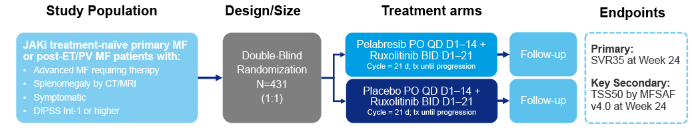 Study Population
Design/Size
Treatment arms
Endpoints
JAKi treatment-naïve primary MF
or post-ET/PV MF patients with:
• Advanced MF requiring therapy
• Splenomegaly by CT/MRI
• Symptomatic
• DIPSS Int-1 or higher
Double-Blind
Randomization
N=431
(1:1)
Pelabresib PO QD D1–14 +
Ruxolitinib BID D1–21
Cycle = 21 d; tx until progression
Follow-up
Placebo PO QD D1–14 +
Ruxolitinib BID D1–21
Cycle = 21 d; tx until progression
Follow-up
Primary:
SVR35 at Week 24
Key Secondary:
TSS50 by MFSAF
v4.0 at Week 24